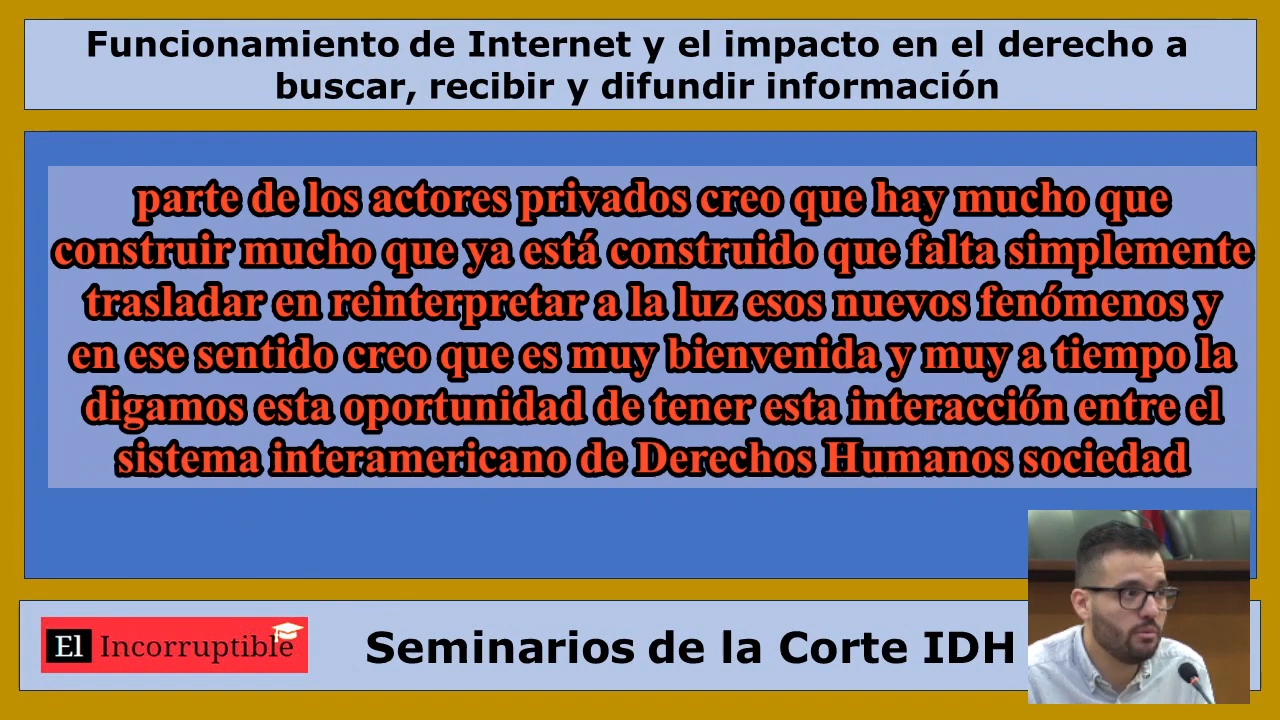 Funcionamiento de Internet y el impacto en el derecho a
buscar, recibir y difundir información
parte de los actores privados creo que hay mucho que
construir mucho que ya está construido que falta simplemente
trasladar en reinterpretar a la luz esos nuevos fenómenos y
en ese sentido creo que es muy bienvenida y muy a tiempo la
digamos esta oportunidad de tener esta interacción entre el
sistema interamericano de Derechos Humanos sociedad
El Incorruptible
Seminarios de la Corte IDH